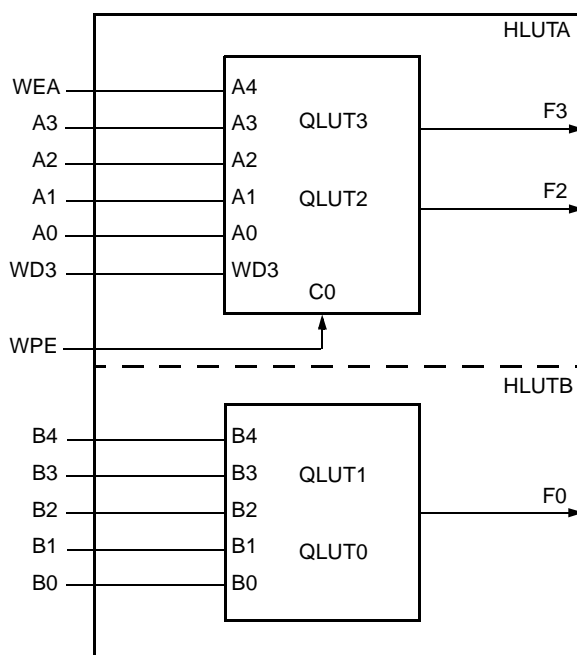 HLUTA
WEA A4
QLUT3 F3
A3 A3
A2 A2
A1 A1 QLUT2 F2
A0 A0
WD3 WD3
C0
WPE
HLUTB
B4 B4
B3 B3 QLUT1
B2 B2 F0
B1 B1 QLUT0
B0 B0